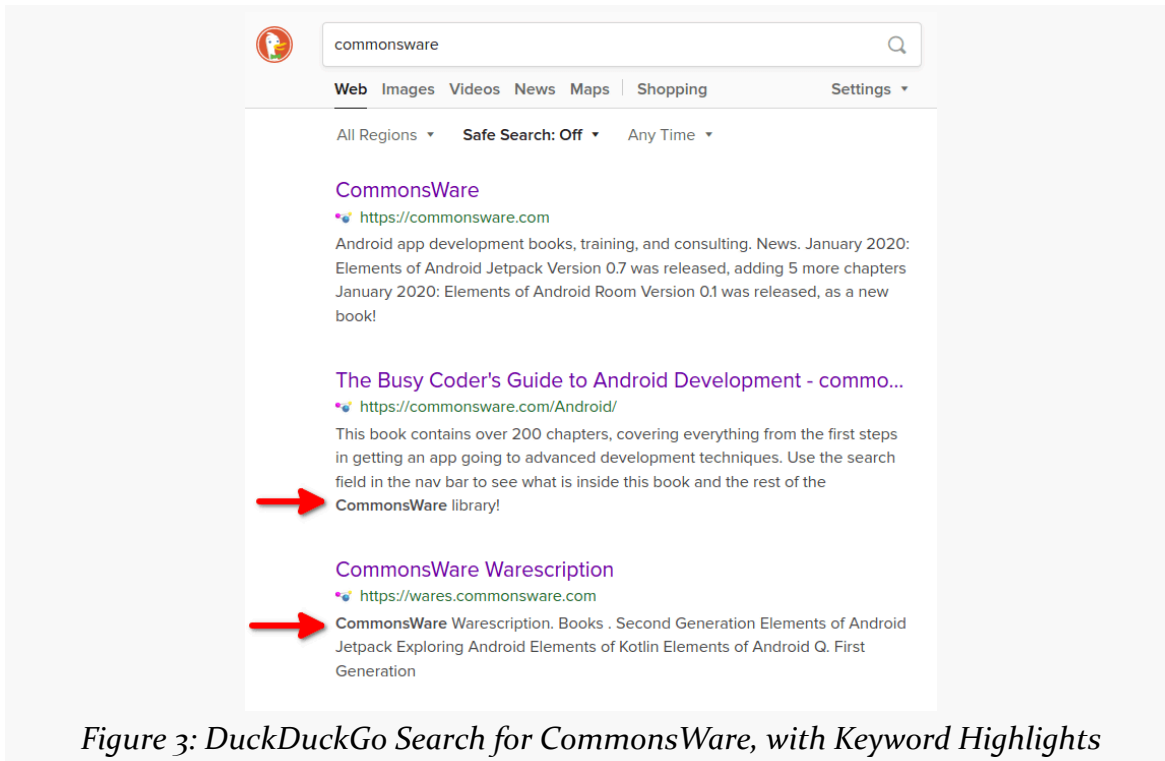 commonsware
Web Images Videos News Maps Shopping Settings
All Regions Safe Search: Off Any Time
CommonsWare
https://commonsware.com
Android app development books, training, and consulting. News. January 2020:
Elements of Android Jetpack Version 0.7 was released, adding 5 more chapters
January 2020: Elements of Android Room Version 0.1 was released, as a new
book!
The Busy Coder's Guide to Android Development - commo...
https://commonsware.com/Android/
This book contains over 200 chapters, covering everything from the first steps
in getting an app going to advanced development techniques. Use the search
field in the nav bar to see what is inside this book and the rest of the
CommonsWare library!
CommonsWare Warescription
https://wares.commonsware.com
CommonsWare Warescription. Books . Second Generation Elements of Android
Jetpack Exploring Android Elements of Kotlin Elements of Android Q. First
Generation
Figure 3: DuckDuckGo Search for CommonsWare, with Keyword Highlights